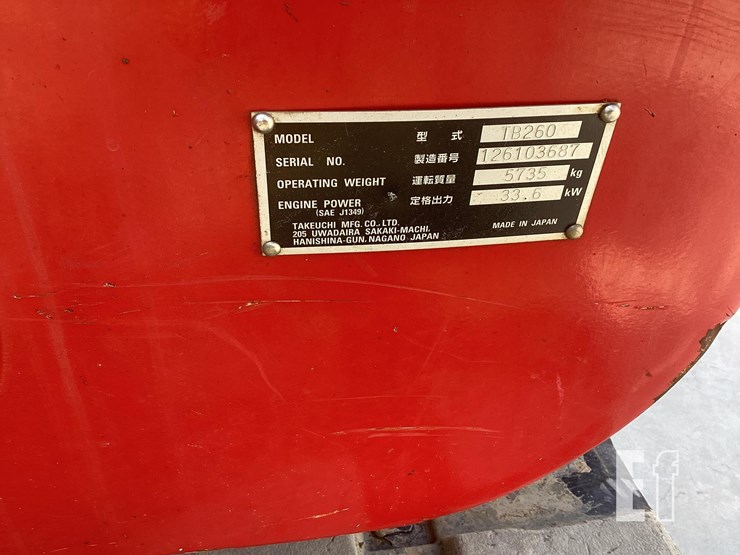 MODEL 型式 TB260
SERIAL NO. 製造番号 126103687
OPERATING WEIGHT 運転質量 5735 kg
ENGINE POWER 定格出力 33.6 kW
(SAE J1349)
TAKEUCHI MFG. CO., LTD.
205 UWADAIRA SAKAKI-MACHI,
HANISHINA-GUN, NAGANO JAPAN
MADE IN JAPAN
Ef